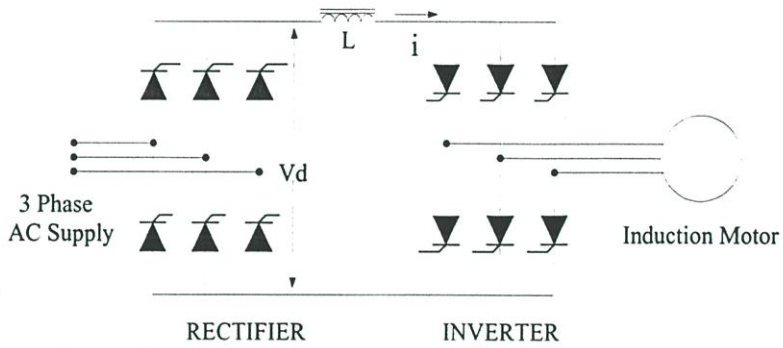 L
i
Vd
3 Phase
AC Supply
Induction Motor
RECTIFIER
INVERTER